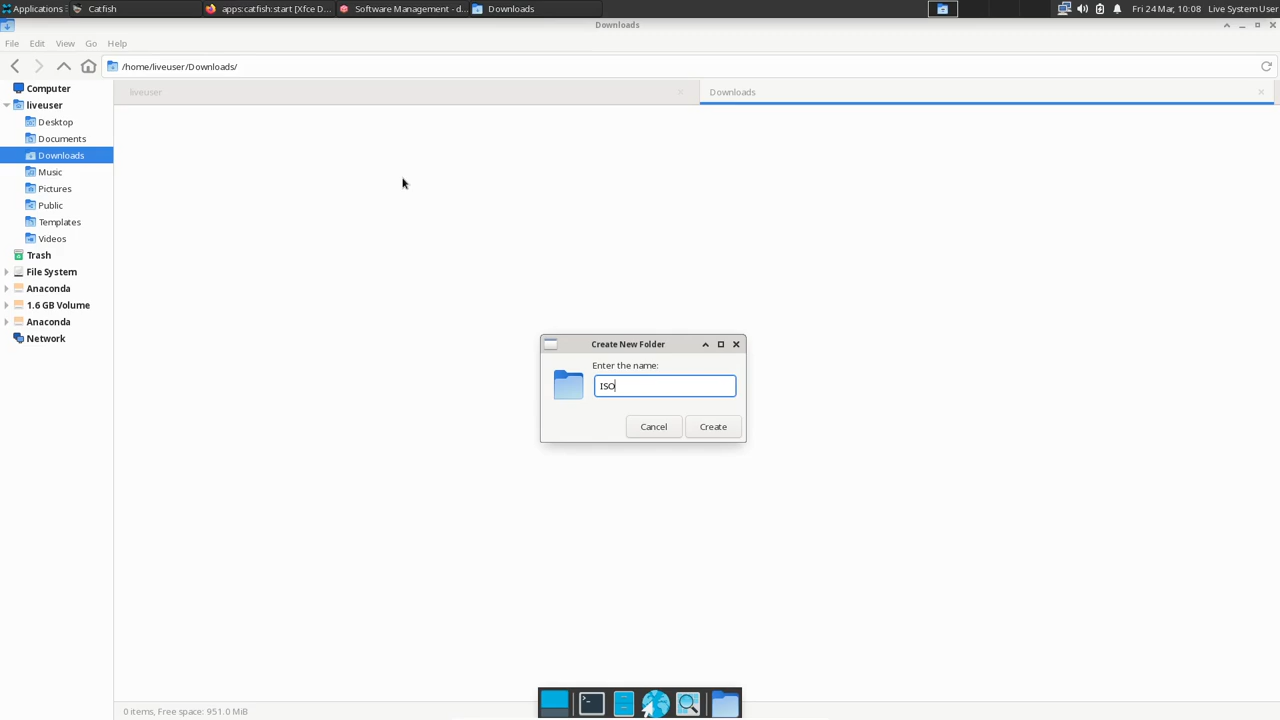 Applications
Catfish
apps:catfish:start [Xfce D...
Software Management - d...
Downloads
Fri 24 Mar, 10:08
Live System User
Downloads
File
Edit
View
Go
Help
/home/liveuser/Downloads/
Computer
liveuser
Desktop
Documents
Downloads
Music
Pictures
Public
Templates
Videos
Trash
File System
Anaconda
1.6 GB Volume
Anaconda
Network
liveuser
Downloads
Create New Folder
Enter the name:
ISO
Cancel
Create
0 items, Free space: 951.0 MiB